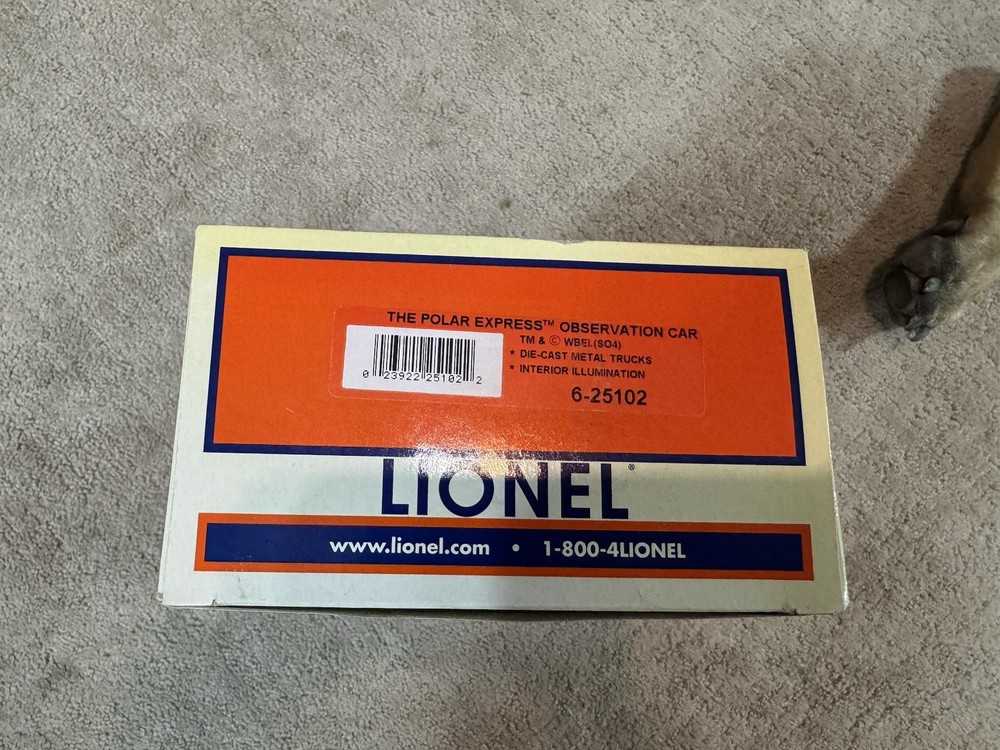 THE POLAR EXPRESS™ OBSERVATION CAR
TM & © WBEI.(SO4)
* DIE-CAST METAL TRUCKS
* INTERIOR ILLUMINATION
0 23922 25102 2
6-25102
LIONEL®
www.lionel.com • 1-800-4LIONEL